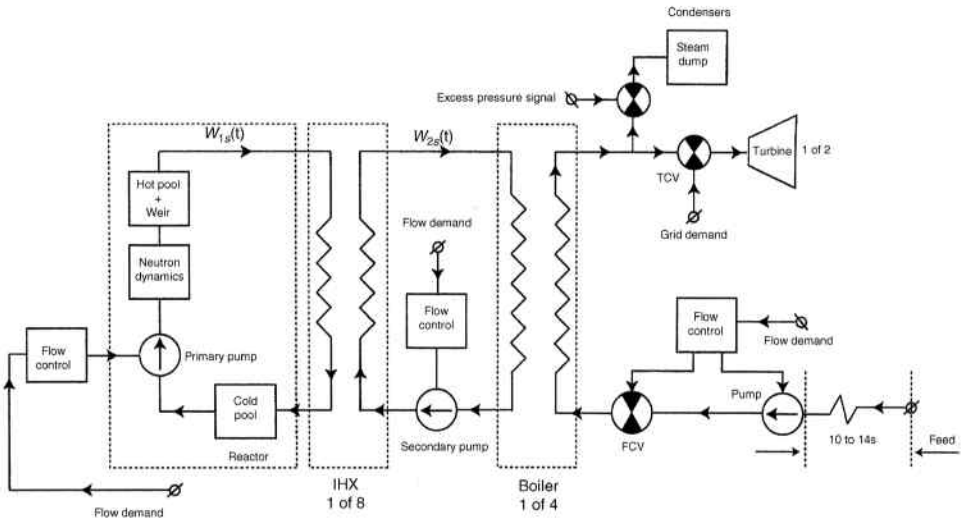 Condensers
Steam
dump
Excess pressure signal
W1s(t)
W2s(t)
Turbine
1 of 2
TCV
Hot pool
+
Weir
Flow demand
Grid demand
Neutron
dynamics
Flow
control
Flow
control
Flow demand
Flow
control
Primary pump
Pump
Cold
pool
Secondary pump
FCV
10 to 14s
Feed
Reactor
IHX
1 of 8
Boiler
1 of 4
Flow demand